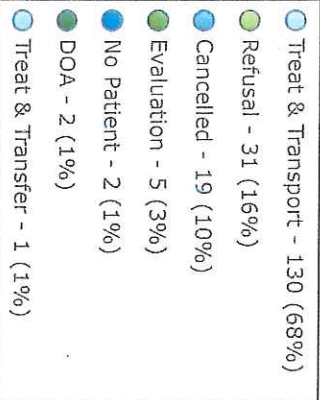 Treat & Transport - 130 (68%)
Refusal - 31 (16%)
Cancelled - 19 (10%)
Evaluation - 5 (3%)
No Patient - 2 (1%)
DOA - 2 (1%)
Treat & Transfer - 1 (1%)